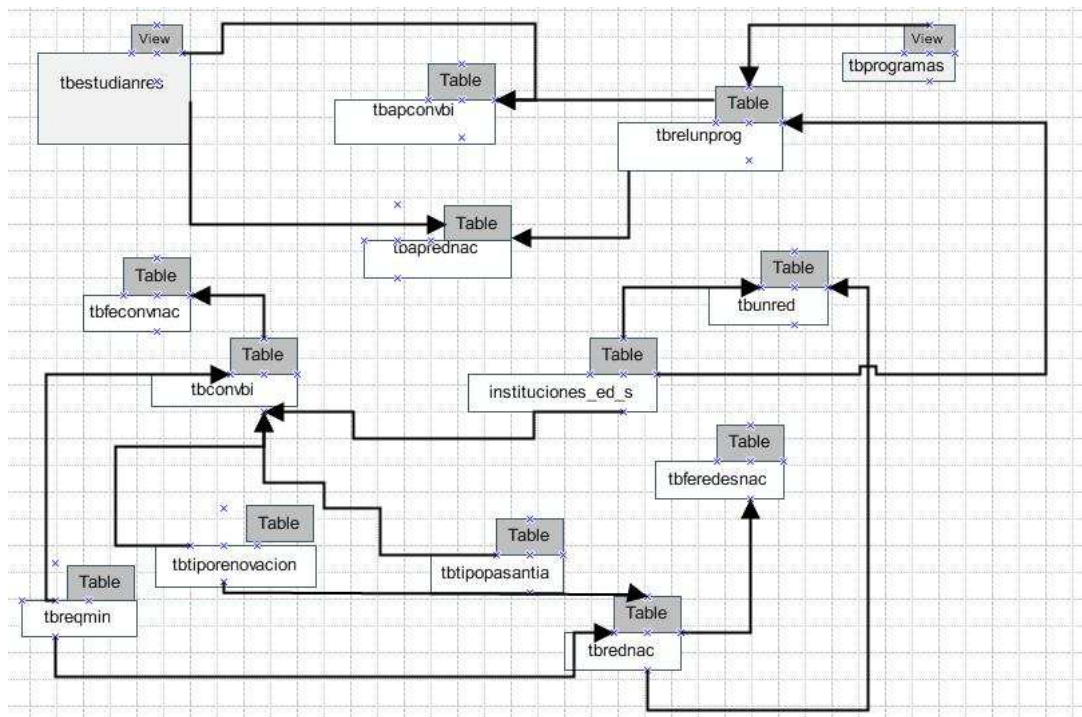 View
tbestudianres
View
tbprogramas
Table
tbapconvbi
Table
tbrelunprog
Table
tbaprednac
Table
tbfeconvnac
Table
tbunred
Table
tbconvbi
Table
instituciones_ed_s
Table
tbferedesnac
Table
tbtiporenovacion
Table
tbtipopasantia
Table
tbreqmin
Table
tbrednac